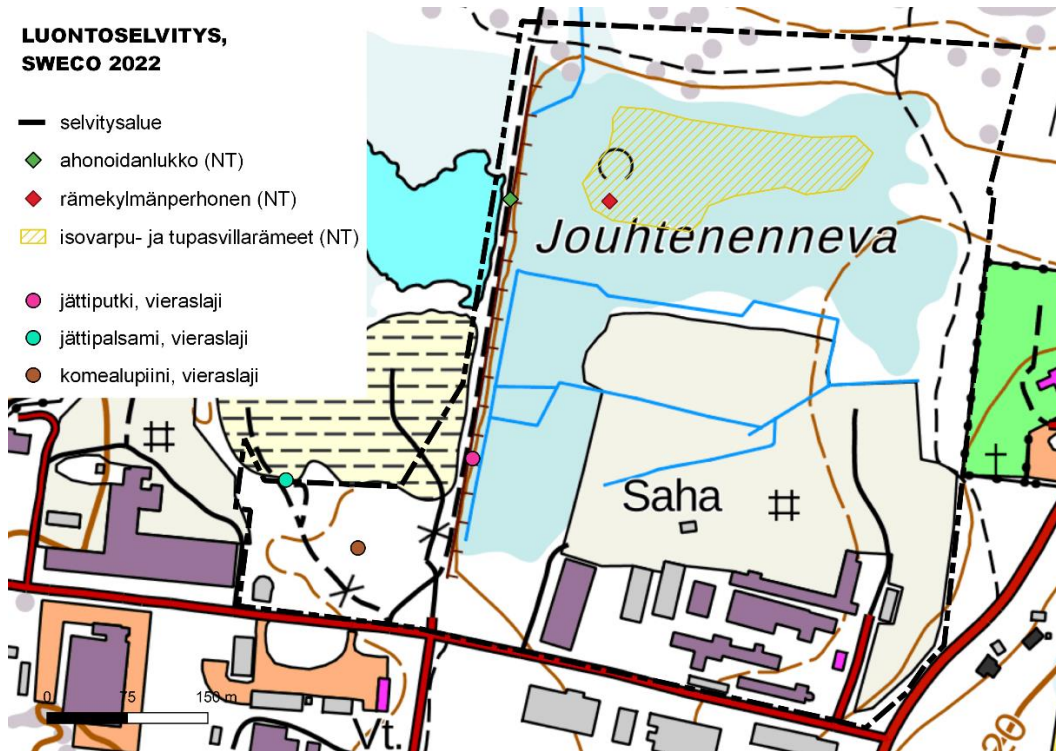 LUONTOSELVITYS,
SWECO 2022
selvitysalue
ahonoidanlukko (NT)
rämekylmänperhonen (NT)
isovarpu- ja tupasvillarämeet (NT)
jättiputki, vieraslaji
jättipalsami, vieraslaji
komealupiini, vieraslaji
Jouhtenenneva
Saha
0 75 150 m
Vt.
20